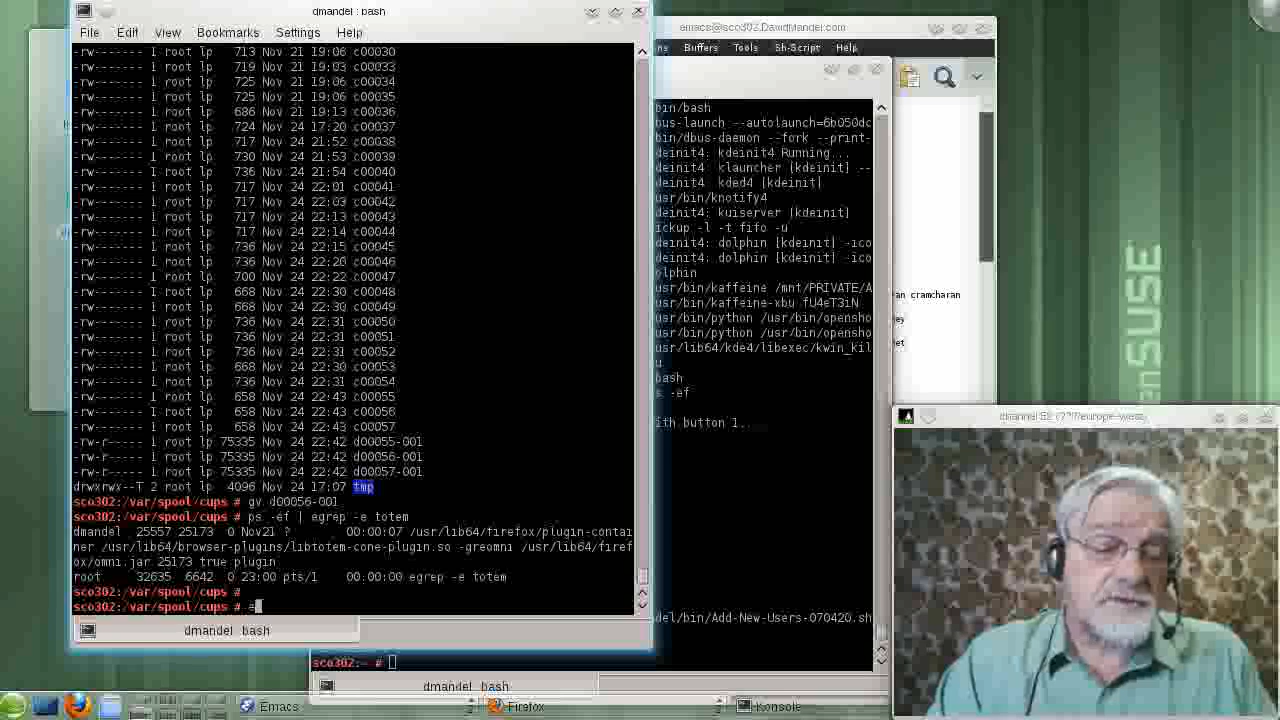 dmandel : bash
File Edit View Bookmarks Settings Help
-rw------- 1 root lp 713 Nov 21 19:06 c00030
-rw------- 1 root lp 719 Nov 21 19:03 c00033
-rw------- 1 root lp 725 Nov 21 19:06 c00034
-rw------- 1 root lp 725 Nov 21 19:06 c00035
-rw------- 1 root lp 686 Nov 21 19:13 c00036
-rw------- 1 root lp 724 Nov 24 17:20 c00037
-rw------- 1 root lp 717 Nov 24 21:52 c00038
-rw------- 1 root lp 730 Nov 24 21:53 c00039
-rw------- 1 root lp 736 Nov 24 21:54 c00040
-rw------- 1 root lp 717 Nov 24 22:01 c00041
-rw------- 1 root lp 717 Nov 24 22:03 c00042
-rw------- 1 root lp 717 Nov 24 22:13 c00043
-rw------- 1 root lp 717 Nov 24 22:14 c00044
-rw------- 1 root lp 736 Nov 24 22:15 c00045
-rw------- 1 root lp 736 Nov 24 22:20 c00046
-rw------- 1 root lp 700 Nov 24 22:22 c00047
-rw------- 1 root lp 668 Nov 24 22:30 c00048
-rw------- 1 root lp 668 Nov 24 22:30 c00049
-rw------- 1 root lp 736 Nov 24 22:31 c00050
-rw------- 1 root lp 736 Nov 24 22:31 c00051
-rw------- 1 root lp 736 Nov 24 22:31 c00052
-rw------- 1 root lp 668 Nov 24 22:30 c00053
-rw------- 1 root lp 736 Nov 24 22:31 c00054
-rw------- 1 root lp 658 Nov 24 22:43 c00055
-rw------- 1 root lp 658 Nov 24 22:43 c00056
-rw------- 1 root lp 658 Nov 24 22:43 c00057
-rw-r----- 1 root lp 75335 Nov 24 22:42 d00055-001
-rw-r----- 1 root lp 75335 Nov 24 22:42 d00056-001
-rw-r----- 1 root lp 75335 Nov 24 22:42 d00057-001
drwxrwx--T 2 root lp 4096 Nov 24 17:07 tmp
sco302:/var/spool/cups # gv d00056-001
sco302:/var/spool/cups # ps -ef | egrep -e totem
dmandel 25557 25173 0 Nov21 ? 00:00:07 /usr/lib64/firefox/plugin-contai
ner /usr/lib64/browser-plugins/libtotem-cone-plugin.so -greomni /usr/lib64/firef
ox/omni.jar 25173 true plugin
root 32635 6642 0 23:00 pts/1 00:00:00 egrep -e totem
sco302:/var/spool/cups #
sco302:/var/spool/cups #
dmandel : bash
emacs@sco302.DavidMandel.com
ns Buffers Tools Sh-Script Help
bin/bash
bus-launch --autolaunch=6b050dc
bin/dbus-daemon --fork --print-
deinit4: kdeinit4 Running...
deinit4: klauncher [kdeinit] --
deinit4: kded4 [kdeinit]
usr/bin/knotify4
deinit4: kuiserver [kdeinit]
ickup -l -t fifo -u
deinit4: dolphin [kdeinit] -ico
deinit4: dolphin [kdeinit] -ico
olphin
usr/bin/kaffeine /mnt/PRIVATE/A
usr/bin/kaffeine-xbu fU4eT3iN
usr/bin/python /usr/bin/opensho
usr/bin/python /usr/bin/opensho
usr/lib64/kde4/libexec/kwin_kil
u
bash
s -ef
ith button 1..
del/bin/Add-New-Users-070420.sh
sco302:~ #
dmandel : bash
an cramcharan
ey
et
enSUSE
Emacs
Firefox
Konsole